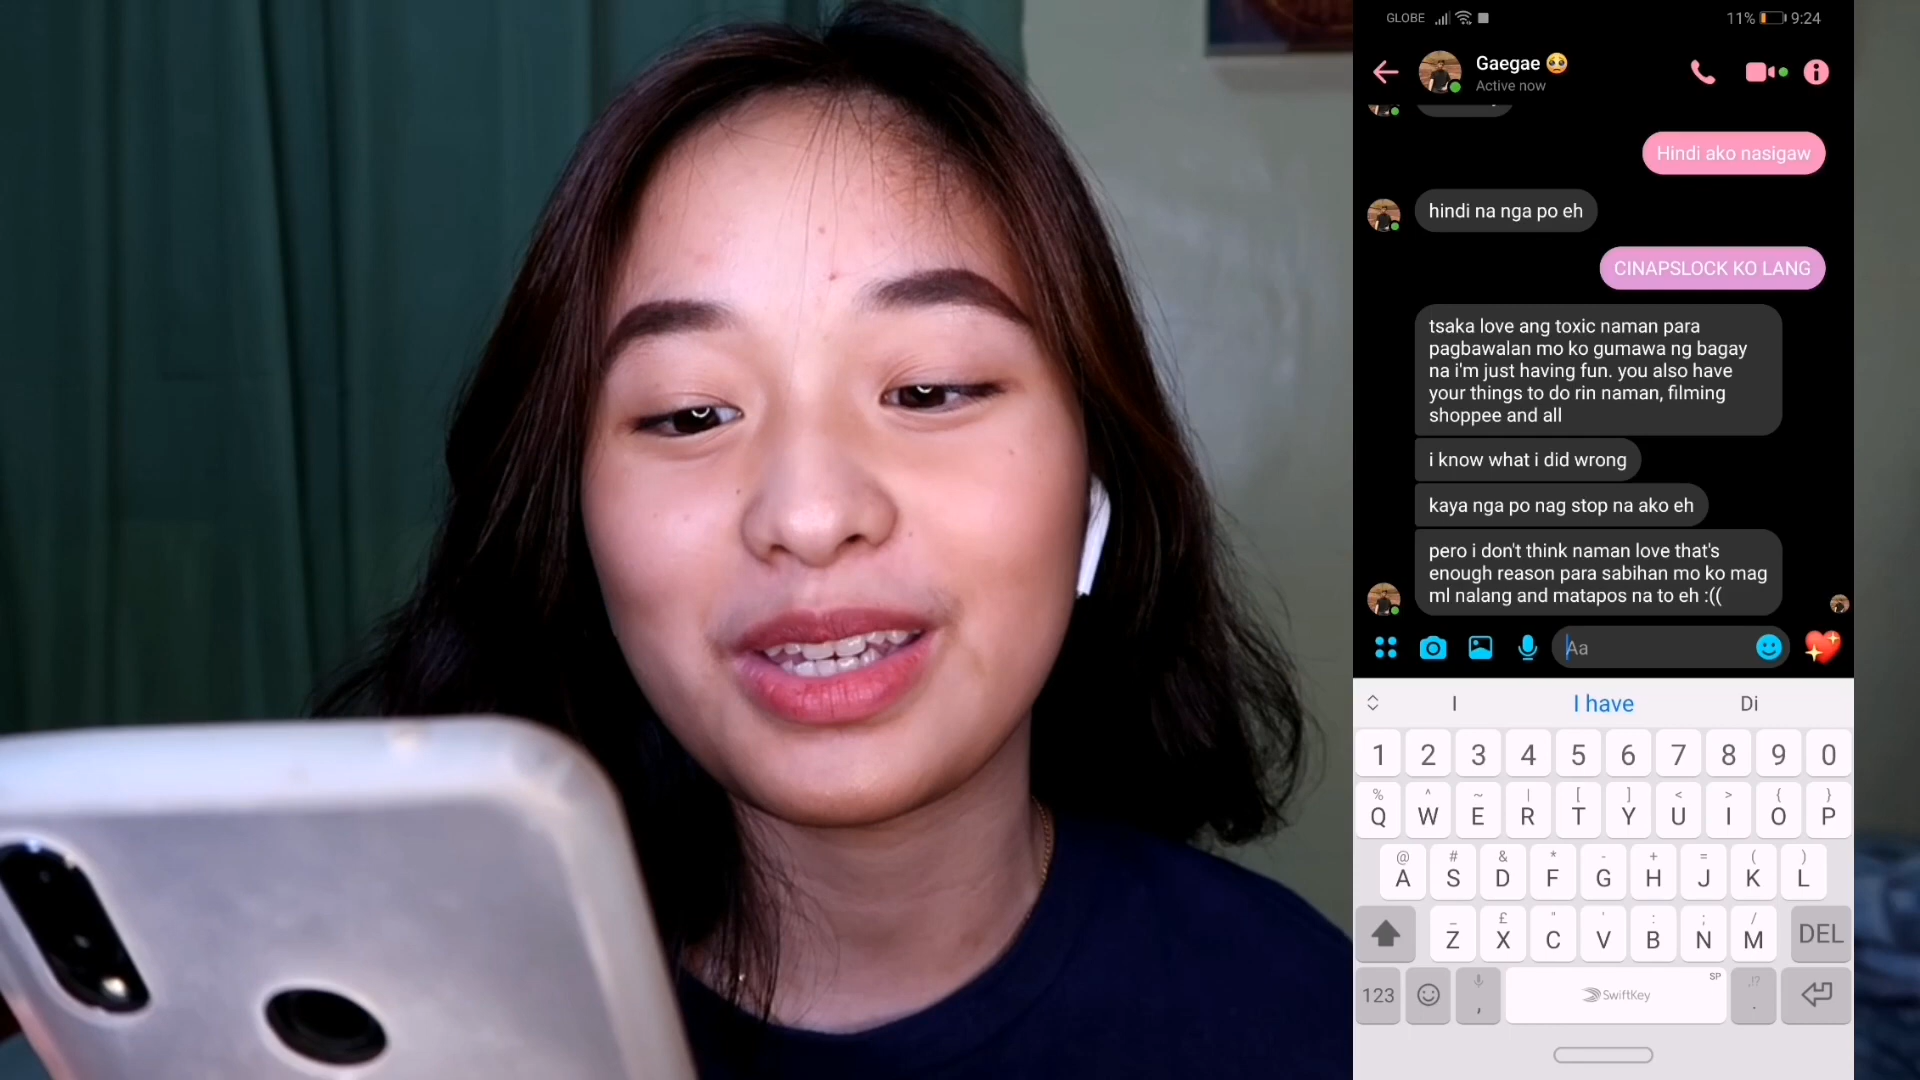 GLOBE 11% 9:24
Gaegae
Active now
Hindi ako nasigaw
hindi na nga po eh
CINAPSLOCK KO LANG
tsaka love ang toxic naman para
pagbawalan mo ko gumawa ng bagay
na i'm just having fun. you also have
your things to do rin naman, filming
shoppee and all
i know what i did wrong
kaya nga po nag stop na ako eh
pero i don't think naman love that's
enough reason para sabihan mo ko mag
ml nalang and matapos na to eh :((
Aa
I I have Di
1 2 3 4 5 6 7 8 9 0
% ^ ~ | [ ] < > { }
Q W E R T Y U I O P
@ # & * - + = ( )
A S D F G H J K L
_ £ " ' : ; /
Z X C V B N M DEL
SP ,!?
123 , SwiftKey .